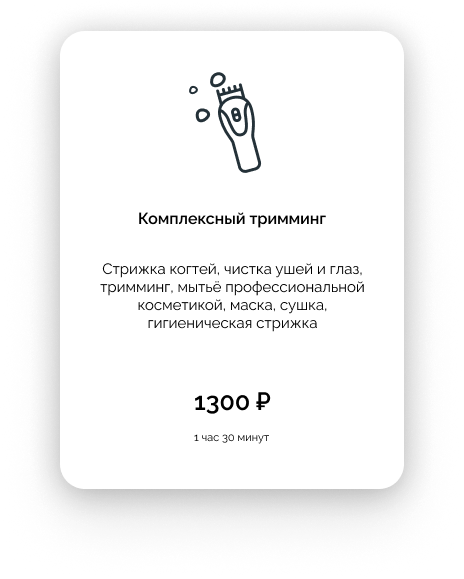 Комплексный тримминг
Стрижка когтей, чистка ушей и глаз,
тримминг, мытьё профессиональной
косметикой, маска, сушка,
гигиеническая стрижка
1300 ₽
1 час 30 минут